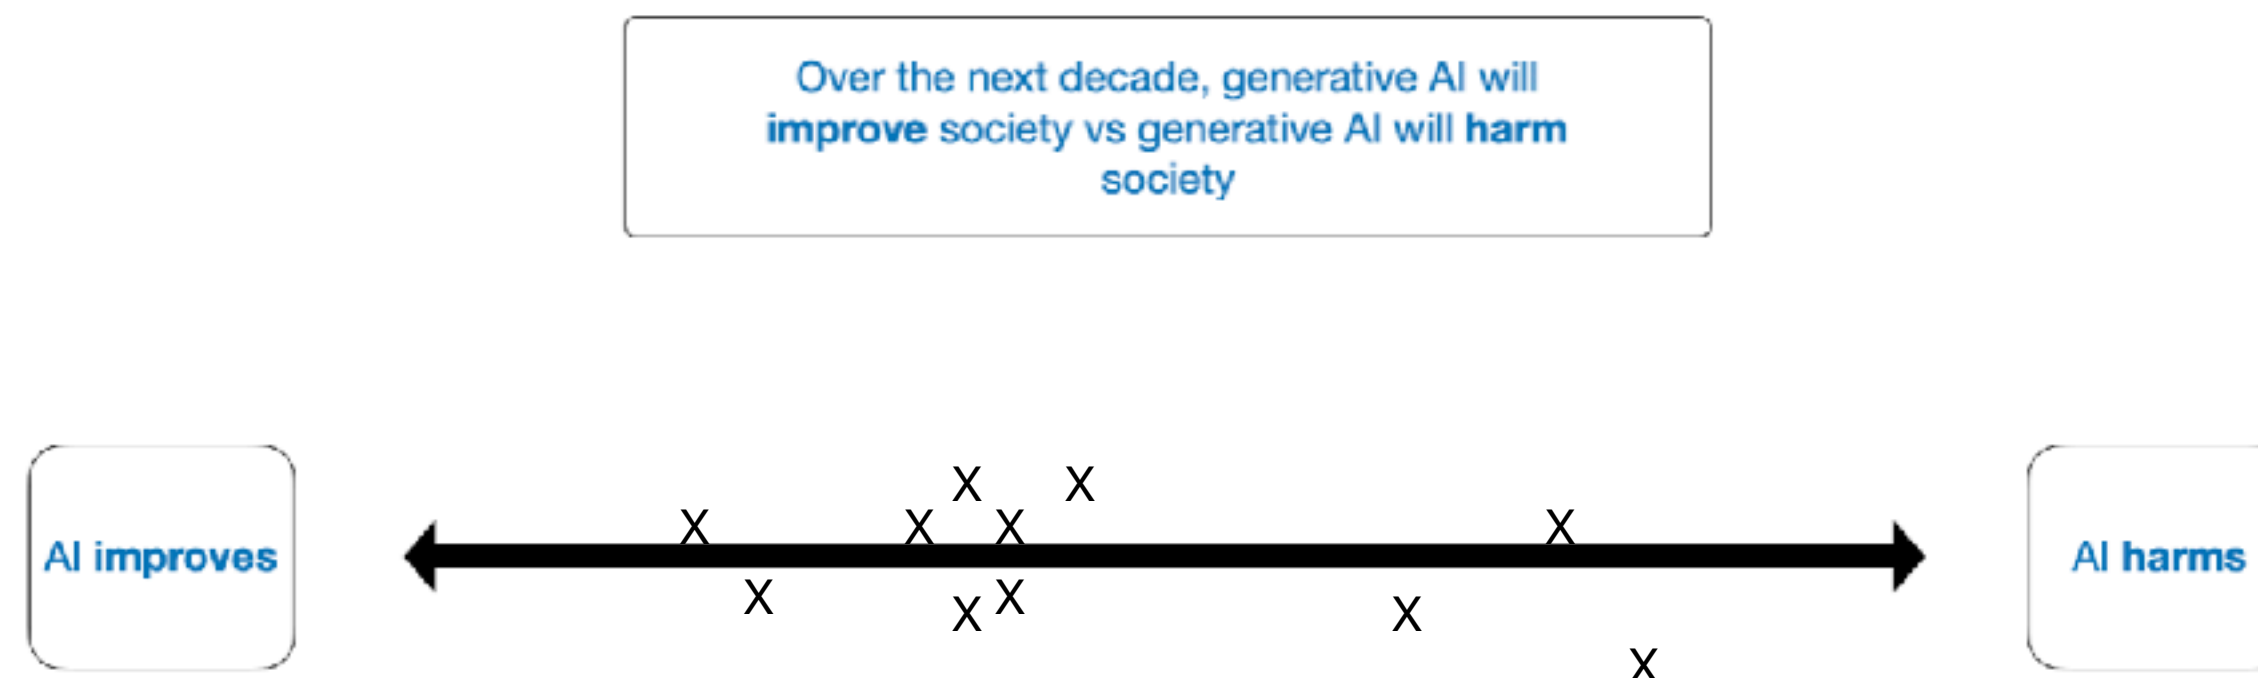 Over the next decade, generative AI will
improve society vs generative AI will harm
society
X X
X X X X
AI improves
AI harms
X X
X X
X